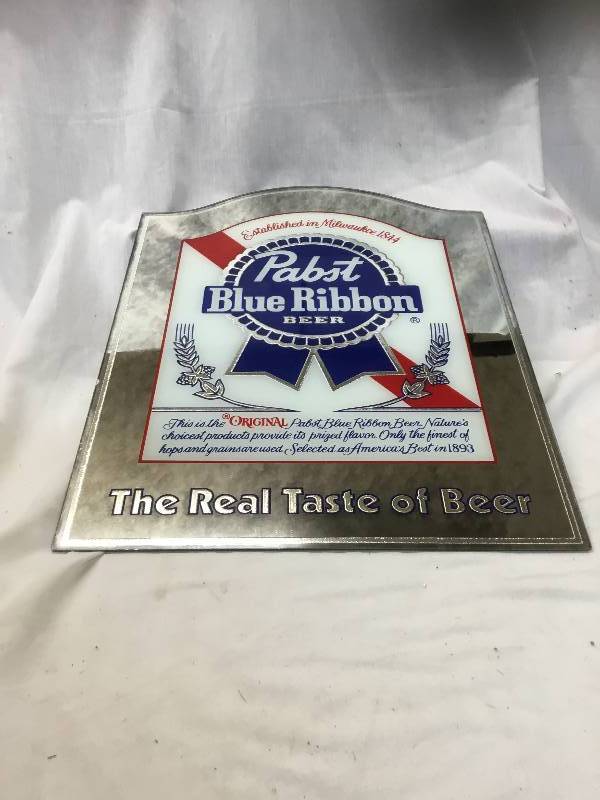 Established in Milwaukee 1844
Pabst
Blue Ribbon
BEER
®
This is the ®ORIGINAL Pabst Blue Ribbon Beer. Nature's
choicest products provide its prized flavor. Only the finest of
hops and grains are used. Selected as America's Best in 1893
The Real Taste of Beer